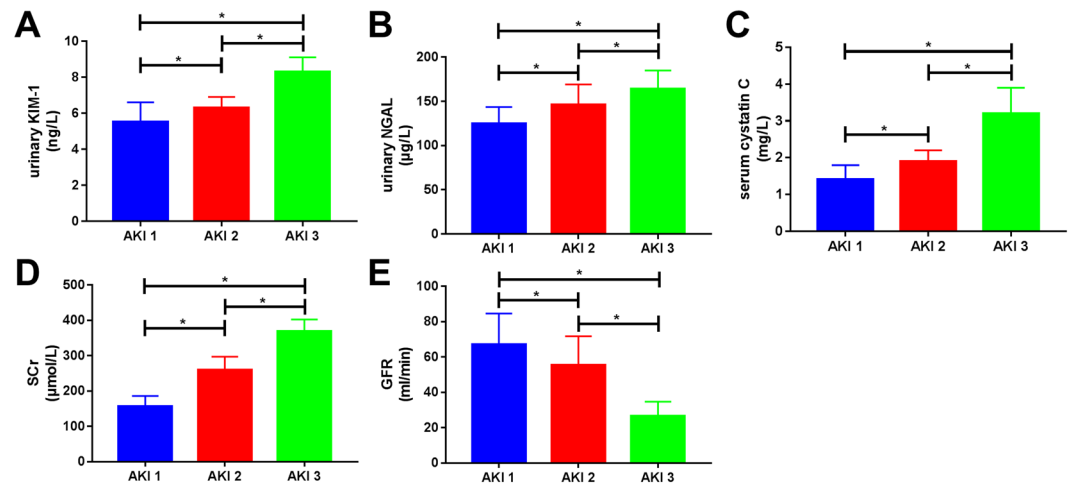 A
urinary KIM-1
(ng/L)
10
8
6
4
2
0
*
*
*
AKI 1 AKI 2 AKI 3
B
urinary NGAL
(µg/L)
200
150
100
50
0
*
*
*
AKI 1 AKI 2 AKI 3
C
serum cystatin C
(mg/L)
5
4
3
2
1
0
*
*
*
AKI 1 AKI 2 AKI 3
D
SCr
(µmol/L)
500
400
300
200
100
0
*
*
*
AKI 1 AKI 2 AKI 3
E
GFR
(ml/min)
100
80
60
40
20
0
*
*
*
AKI 1 AKI 2 AKI 3